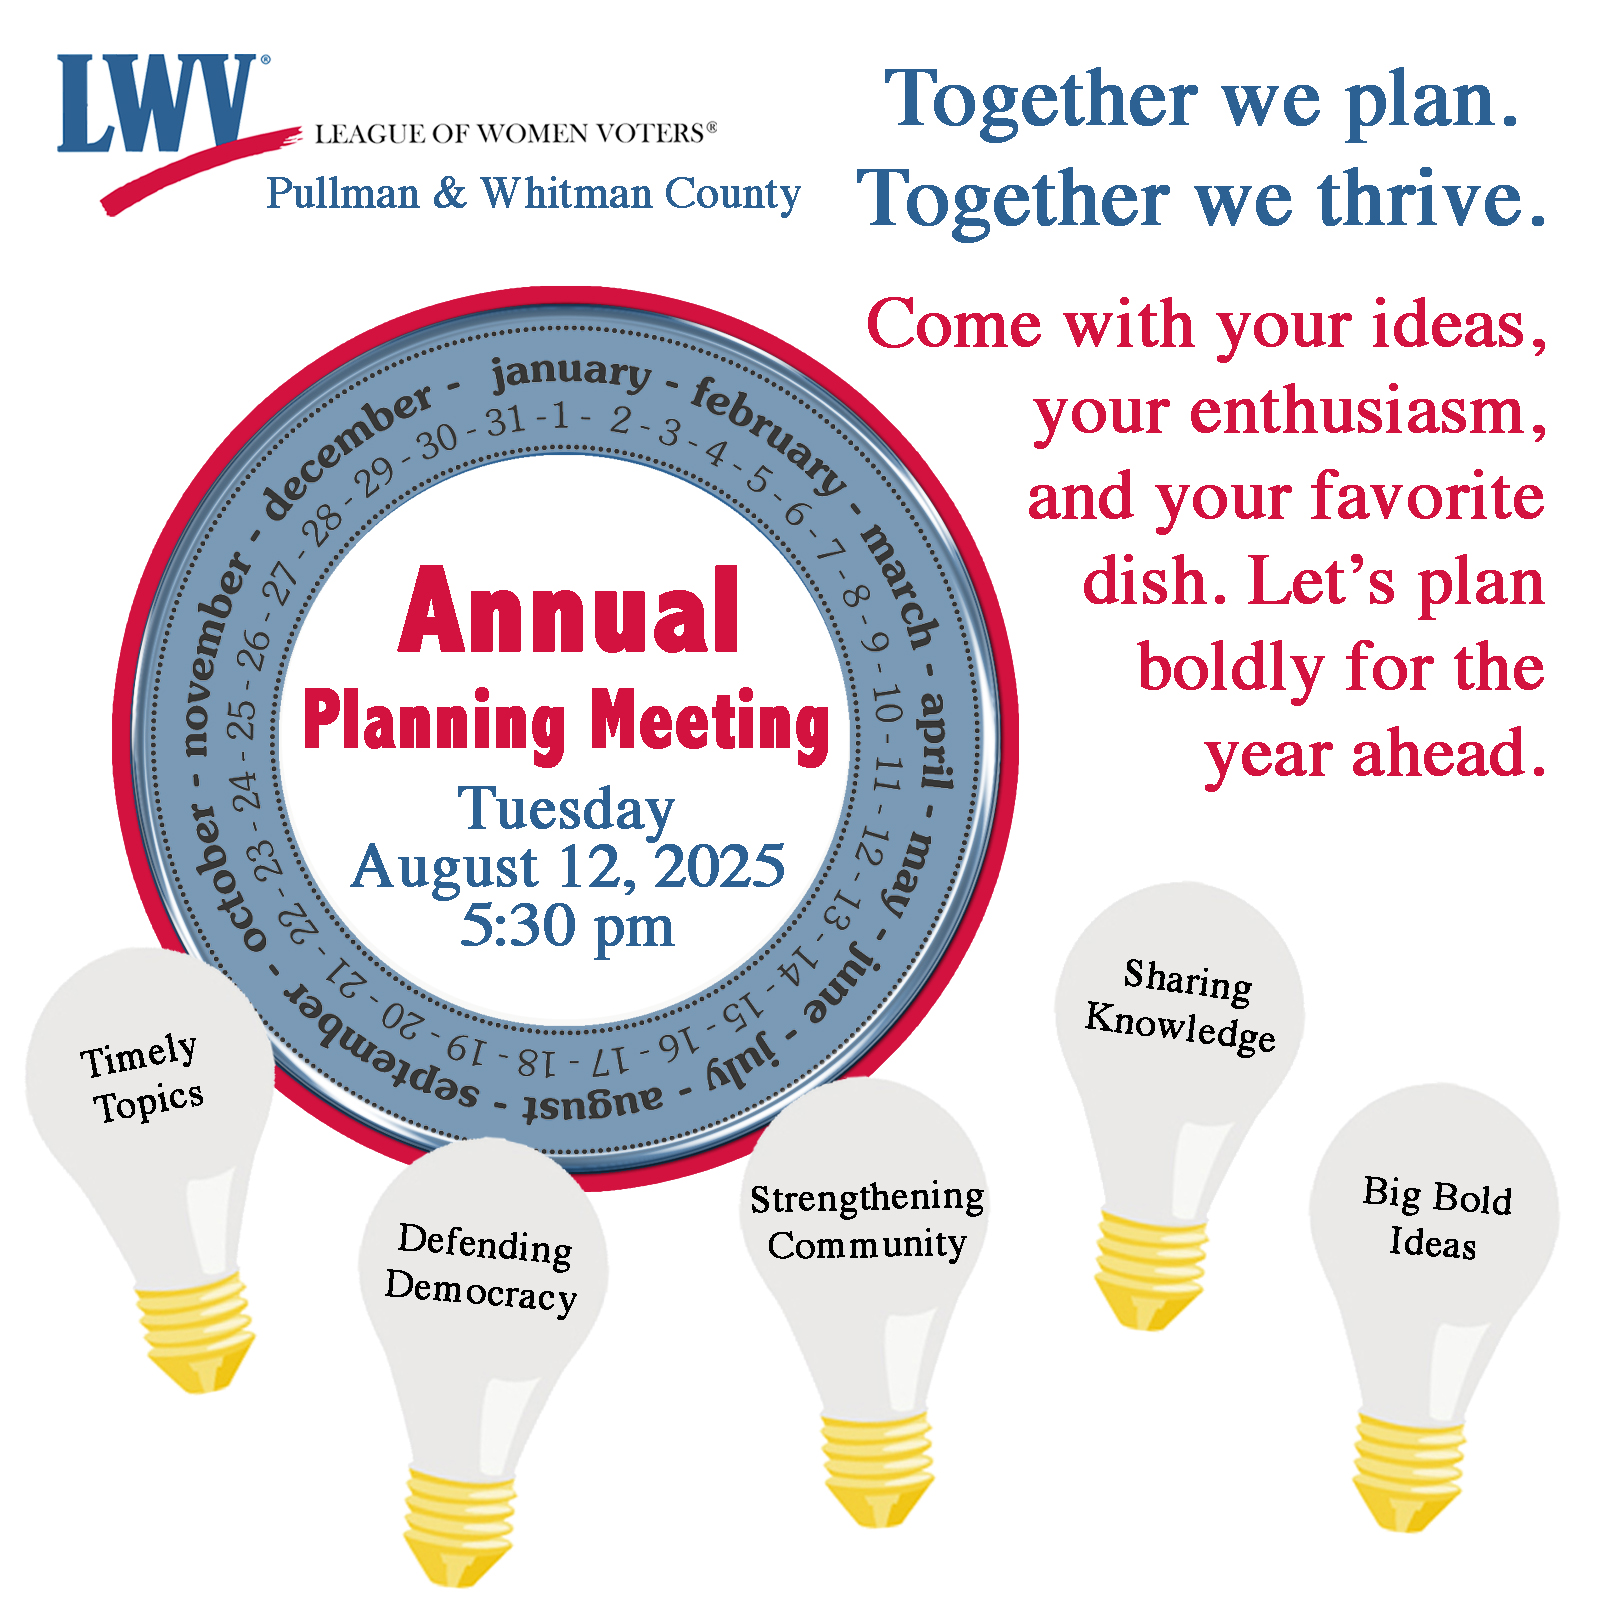 LWV®
LEAGUE OF WOMEN VOTERS®
Pullman & Whitman County
Together we plan.
Together we thrive.
Come with your ideas,
your enthusiasm,
and your favorite
dish. Let’s plan
boldly for the
year ahead.
january - february - march - april - may - june - july - august - september - october - november - december -
1 - 2 - 3 - 4 - 5 - 6 - 7 - 8 - 9 - 10 - 11 - 12 - 13 - 14 - 15 - 16 - 17 - 18 - 19 - 20 - 21 - 22 - 23 - 24 - 25 - 26 - 27 - 28 - 29 - 30 - 31 -
Annual
Planning Meeting
Tuesday
August 12, 2025
5:30 pm
Timely
Topics
Defending
Democracy
Strengthening
Community
Sharing
Knowledge
Big Bold
Ideas